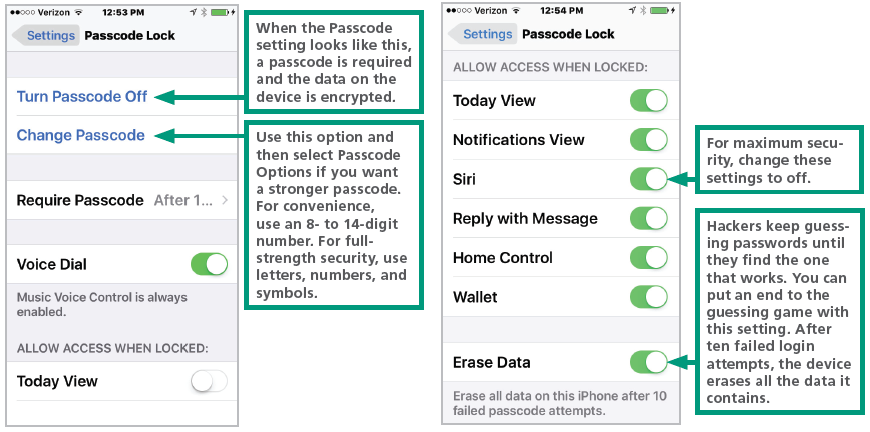 ●●○○○ Verizon 12:53 PM
Settings Passcode Lock
Turn Passcode Off
Change Passcode
Require Passcode After 1... >
Voice Dial
Music Voice Control is always
enabled.
ALLOW ACCESS WHEN LOCKED:
Today View
When the Passcode
setting looks like this,
a passcode is required
and the data on the
device is encrypted.
Use this option and
then select Passcode
Options if you want
a stronger passcode.
For convenience,
use an 8- to 14-digit
number. For full-
strength security, use
letters, numbers, and
symbols.
●●○○○ Verizon 12:54 PM
Settings Passcode Lock
ALLOW ACCESS WHEN LOCKED:
Today View
Notifications View
Siri
Reply with Message
Home Control
Wallet
Erase Data
Erase all data on this iPhone after 10
failed passcode attempts.
For maximum secu-
rity, change these
settings to off.
Hackers keep guess-
ing passwords until
they find the one
that works. You can
put an end to the
guessing game with
this setting. After
ten failed login
attempts, the device
erases all the data it
contains.